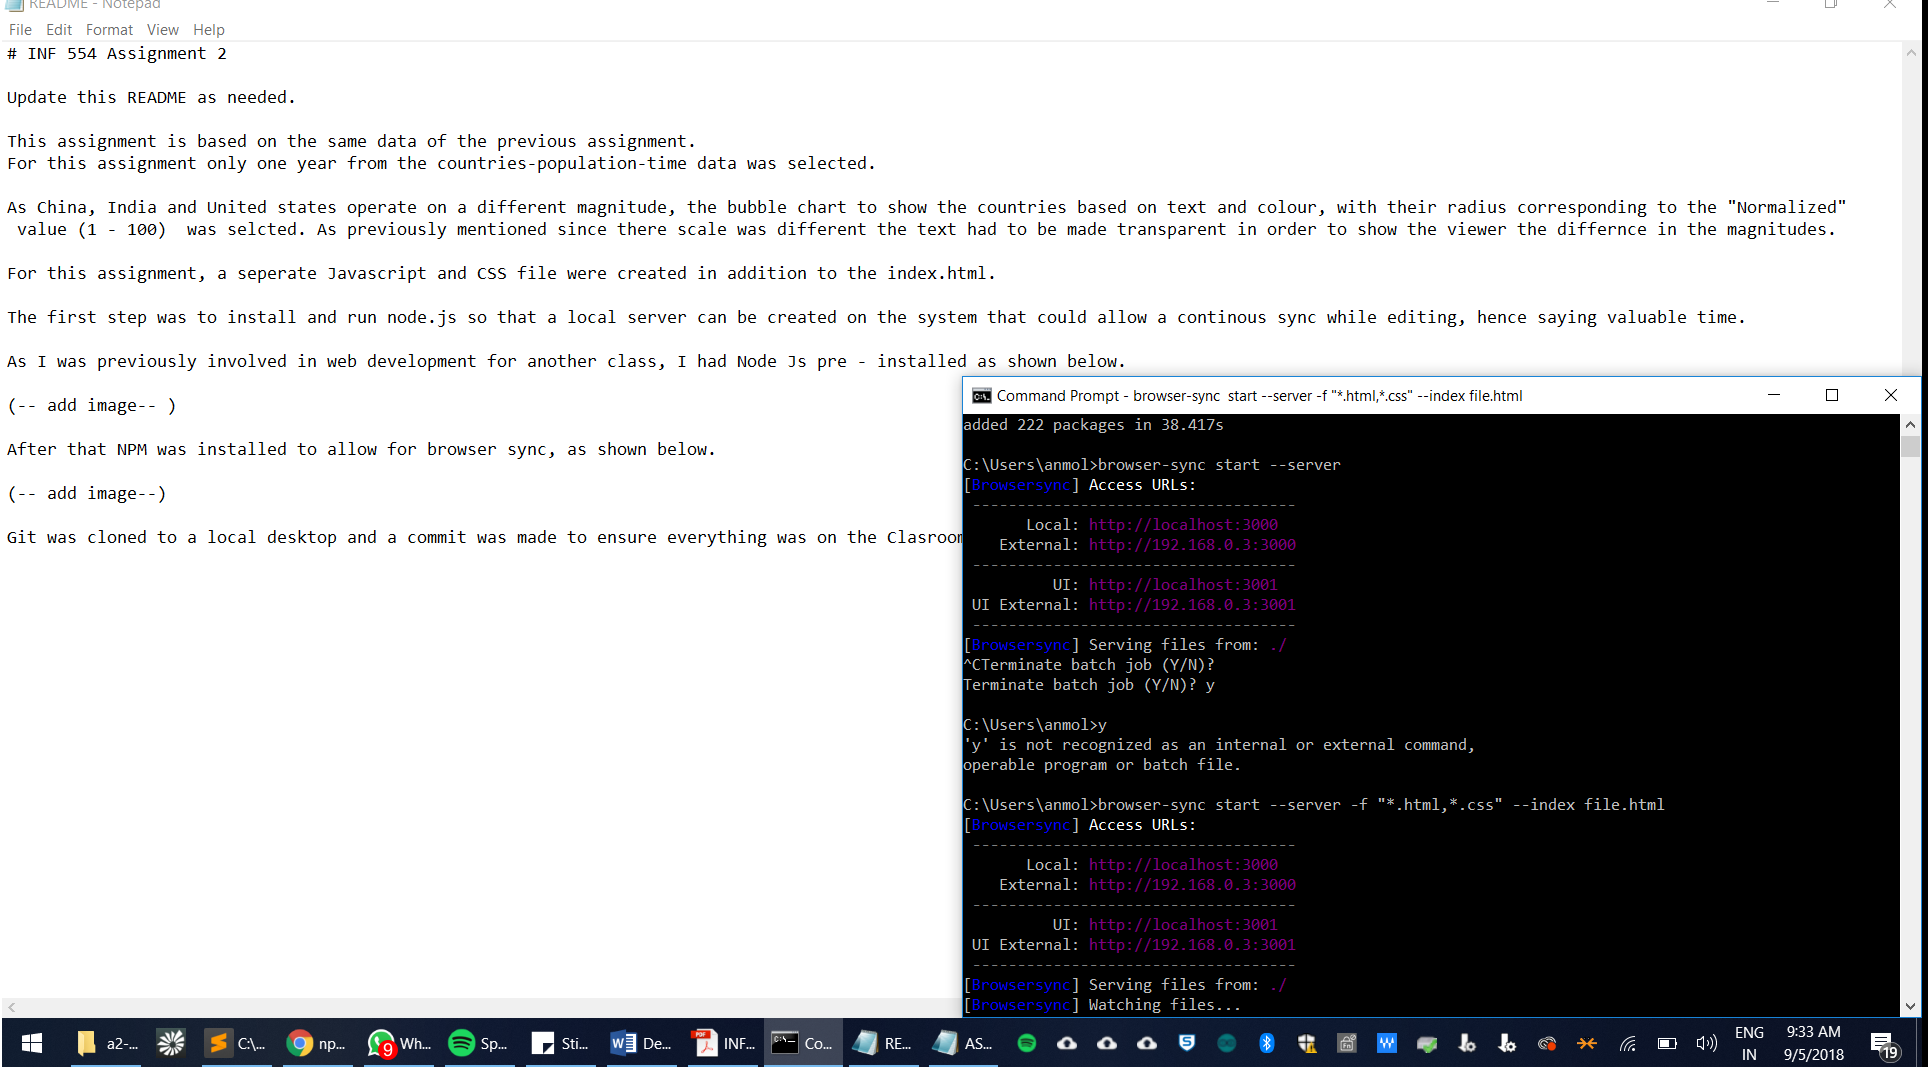 README - Notepad
File Edit Format View Help
# INF 554 Assignment 2
Update this README as needed.
This assignment is based on the same data of the previous assignment.
For this assignment only one year from the countries-population-time data was selected.
As China, India and United states operate on a different magnitude, the bubble chart to show the countries based on text and colour, with their radius corresponding to the "Normalized"
value (1 - 100)  was selcted. As previously mentioned since there scale was different the text had to be made transparent in order to show the viewer the differnce in the magnitudes.
For this assignment, a seperate Javascript and CSS file were created in addition to the index.html.
The first step was to install and run node.js so that a local server can be created on the system that could allow a continous sync while editing, hence saying valuable time.
As I was previously involved in web development for another class, I had Node Js pre - installed as shown below.
(-- add image-- )
After that NPM was installed to allow for browser sync, as shown below.
(-- add image--)
Git was cloned to a local desktop and a commit was made to ensure everything was on the Clasroom
Command Prompt - browser-sync  start --server -f "*.html,*.css" --index file.html
added 222 packages in 38.417s
C:\Users\anmol>browser-sync start --server
[Browsersync] Access URLs:
-------------------------------------
Local: http://localhost:3000
External: http://192.168.0.3:3000
-------------------------------------
UI: http://localhost:3001
UI External: http://192.168.0.3:3001
-------------------------------------
[Browsersync] Serving files from: ./
^CTerminate batch job (Y/N)?
Terminate batch job (Y/N)? y
C:\Users\anmol>y
'y' is not recognized as an internal or external command,
operable program or batch file.
C:\Users\anmol>browser-sync start --server -f "*.html,*.css" --index file.html
[Browsersync] Access URLs:
-------------------------------------
Local: http://localhost:3000
External: http://192.168.0.3:3000
-------------------------------------
UI: http://localhost:3001
UI External: http://192.168.0.3:3001
-------------------------------------
[Browsersync] Serving files from: ./
[Browsersync] Watching files...
a2-... C:\... np... 9 Wh... Sp... Sti... De... PDF INF... Co... RE... AS... ENG 9:33 AM
IN 9/5/2018 19